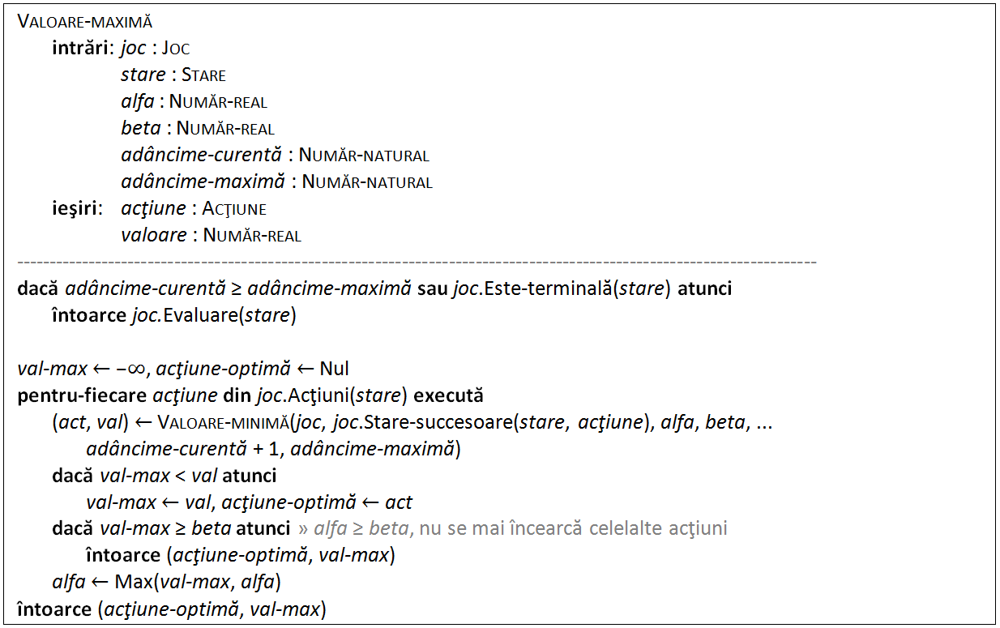 VALOARE-MAXIMĂ
intrări: joc : JOC
stare : STARE
alfa : NUMĂR-REAL
beta : NUMĂR-REAL
adâncime-curentă : NUMĂR-NATURAL
adâncime-maximă : NUMĂR-NATURAL
ieşiri: acţiune : ACŢIUNE
valoare : NUMĂR-REAL
----------------------------------------------------------------------------------------------------------------------------
dacă adâncime-curentă ≥ adâncime-maximă sau joc.Este-terminală(stare) atunci
întoarce joc.Evaluare(stare)
val-max ← −∞, acţiune-optimă ← Nul
pentru-fiecare acţiune din joc.Acţiuni(stare) execută
(act, val) ← VALOARE-MINIMĂ(joc, joc.Stare-succesoare(stare, acţiune), alfa, beta, ...
adâncime-curentă + 1, adâncime-maximă)
dacă val-max < val atunci
val-max ← val, acţiune-optimă ← act
dacă val-max ≥ beta atunci » alfa ≥ beta, nu se mai încearcă celelalte acţiuni
întoarce (acţiune-optimă, val-max)
alfa ← Max(val-max, alfa)
întoarce (acţiune-optimă, val-max)